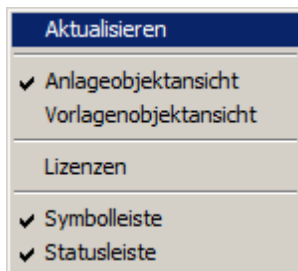 Aktualisieren
Anlageobjektansicht
Vorlagenobjektansicht
Lizenzen
Symbolleiste
Statusleiste